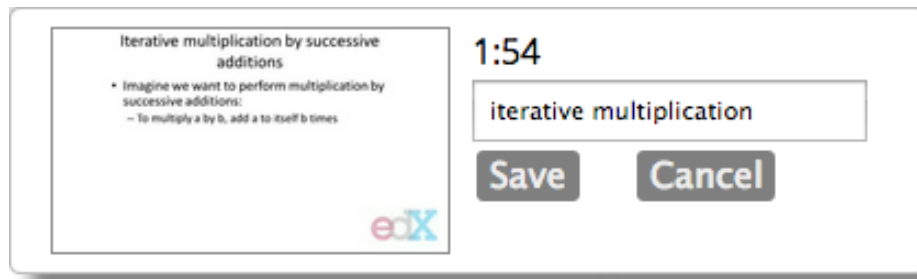 Iterative multiplication by successive
additions
• Imagine we want to perform multiplication by
successive additions:
– To multiply a by b, add a to itself b times
edX
1:54
iterative multiplication
Save Cancel